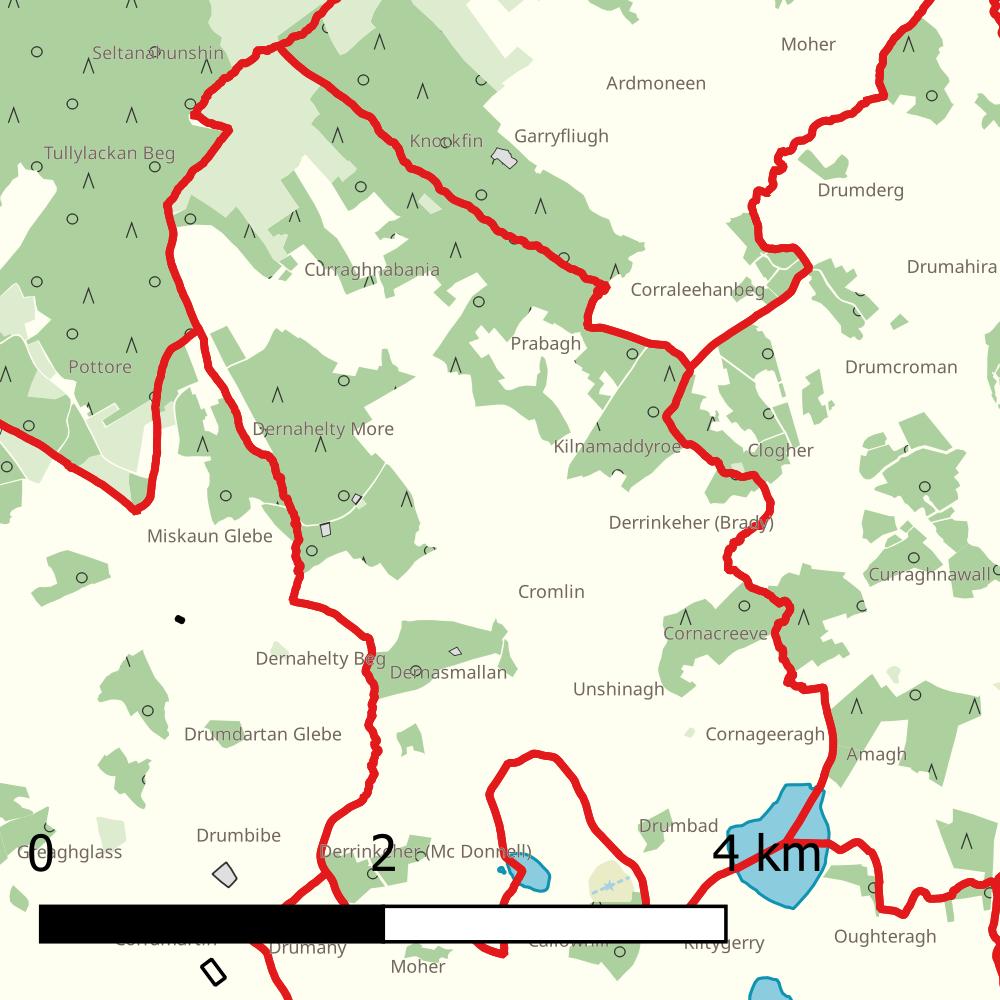 Moher
Seltanahunshin
Ardmoneen
Garryfliugh
Knockfin
Tullylackan Beg
Drumderg
Drumahira
Curraghnabania
Corraleehanbeg
Prabagh
Pottore
Drumcroman
Dernahelty More
Kilnamaddyroe
Clogher
Derrinkeher (Brady)
Miskaun Glebe
Curraghnawall
Cromlin
Cornacreeve
Dernahelty Beg
Dernasmallan
Unshinagh
Drumdartan Glebe
Cornageeragh
Amagh
Drumbad
Drumbibe
Greaghglass
Derrinkeher (Mc Donnell)
0 2 4 km
Oughteragh
Drumany
Kiltygerry
Moher